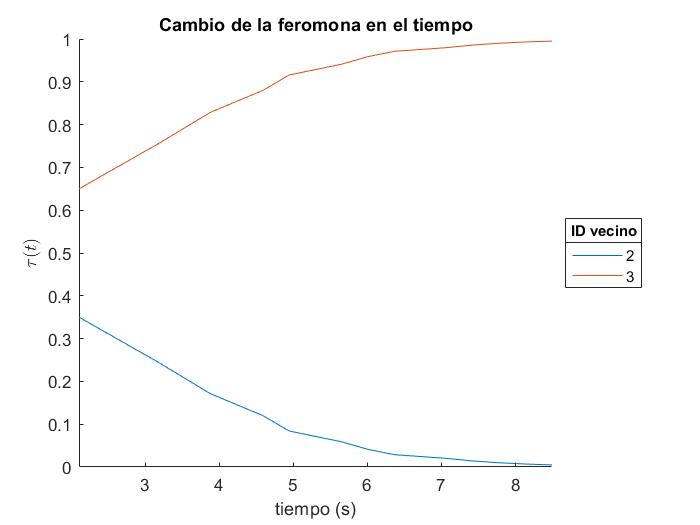 Cambio de la feromona en el tiempo
1
0.9
0.8
0.7
0.6
0.5
0.4
0.3
0.2
0.1
0
τ(t)
3 4 5 6 7 8
tiempo (s)
ID vecino
2
3